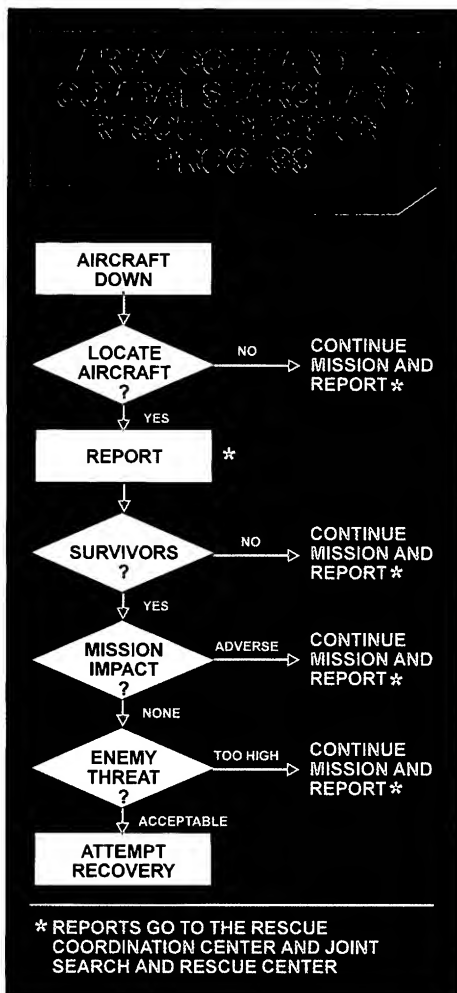 AIRCRAFT
DOWN
LOCATE
AIRCRAFT
?
NO
CONTINUE
MISSION AND
REPORT *
YES
REPORT
*
SURVIVORS
?
NO
CONTINUE
MISSION AND
REPORT *
YES
MISSION
IMPACT
?
ADVERSE
CONTINUE
MISSION AND
REPORT *
NONE
ENEMY
THREAT
?
TOO HIGH
CONTINUE
MISSION AND
REPORT *
ACCEPTABLE
ATTEMPT
RECOVERY
* REPORTS GO TO THE RESCUE
COORDINATION CENTER AND JOINT
SEARCH AND RESCUE CENTER